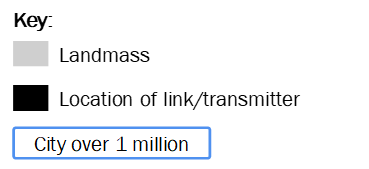 Key:
Landmass
Location of link/transmitter
City over 1 million